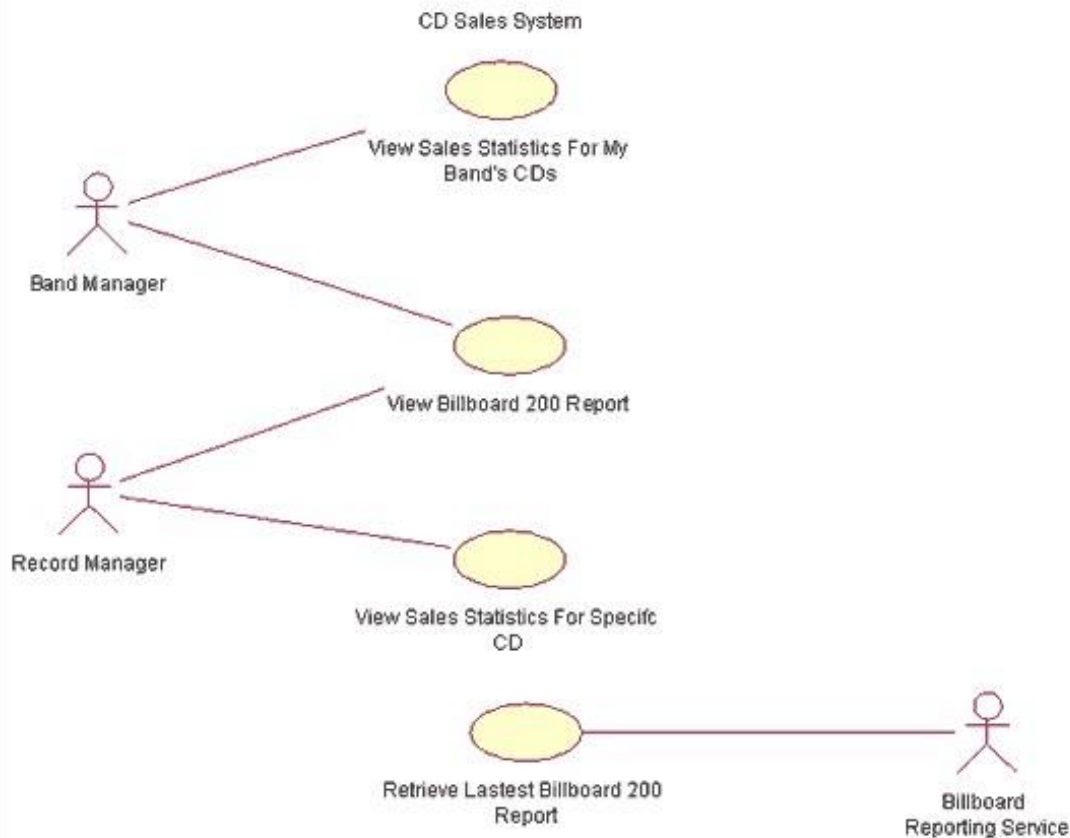 CD Sales System
View Sales Statistics For My
Band's CDs
Band Manager
View Billboard 200 Report
Record Manager
View Sales Statistics For Specifc
CD
Retrieve Lastest Billboard 200
Report
Billboard
Reporting Service